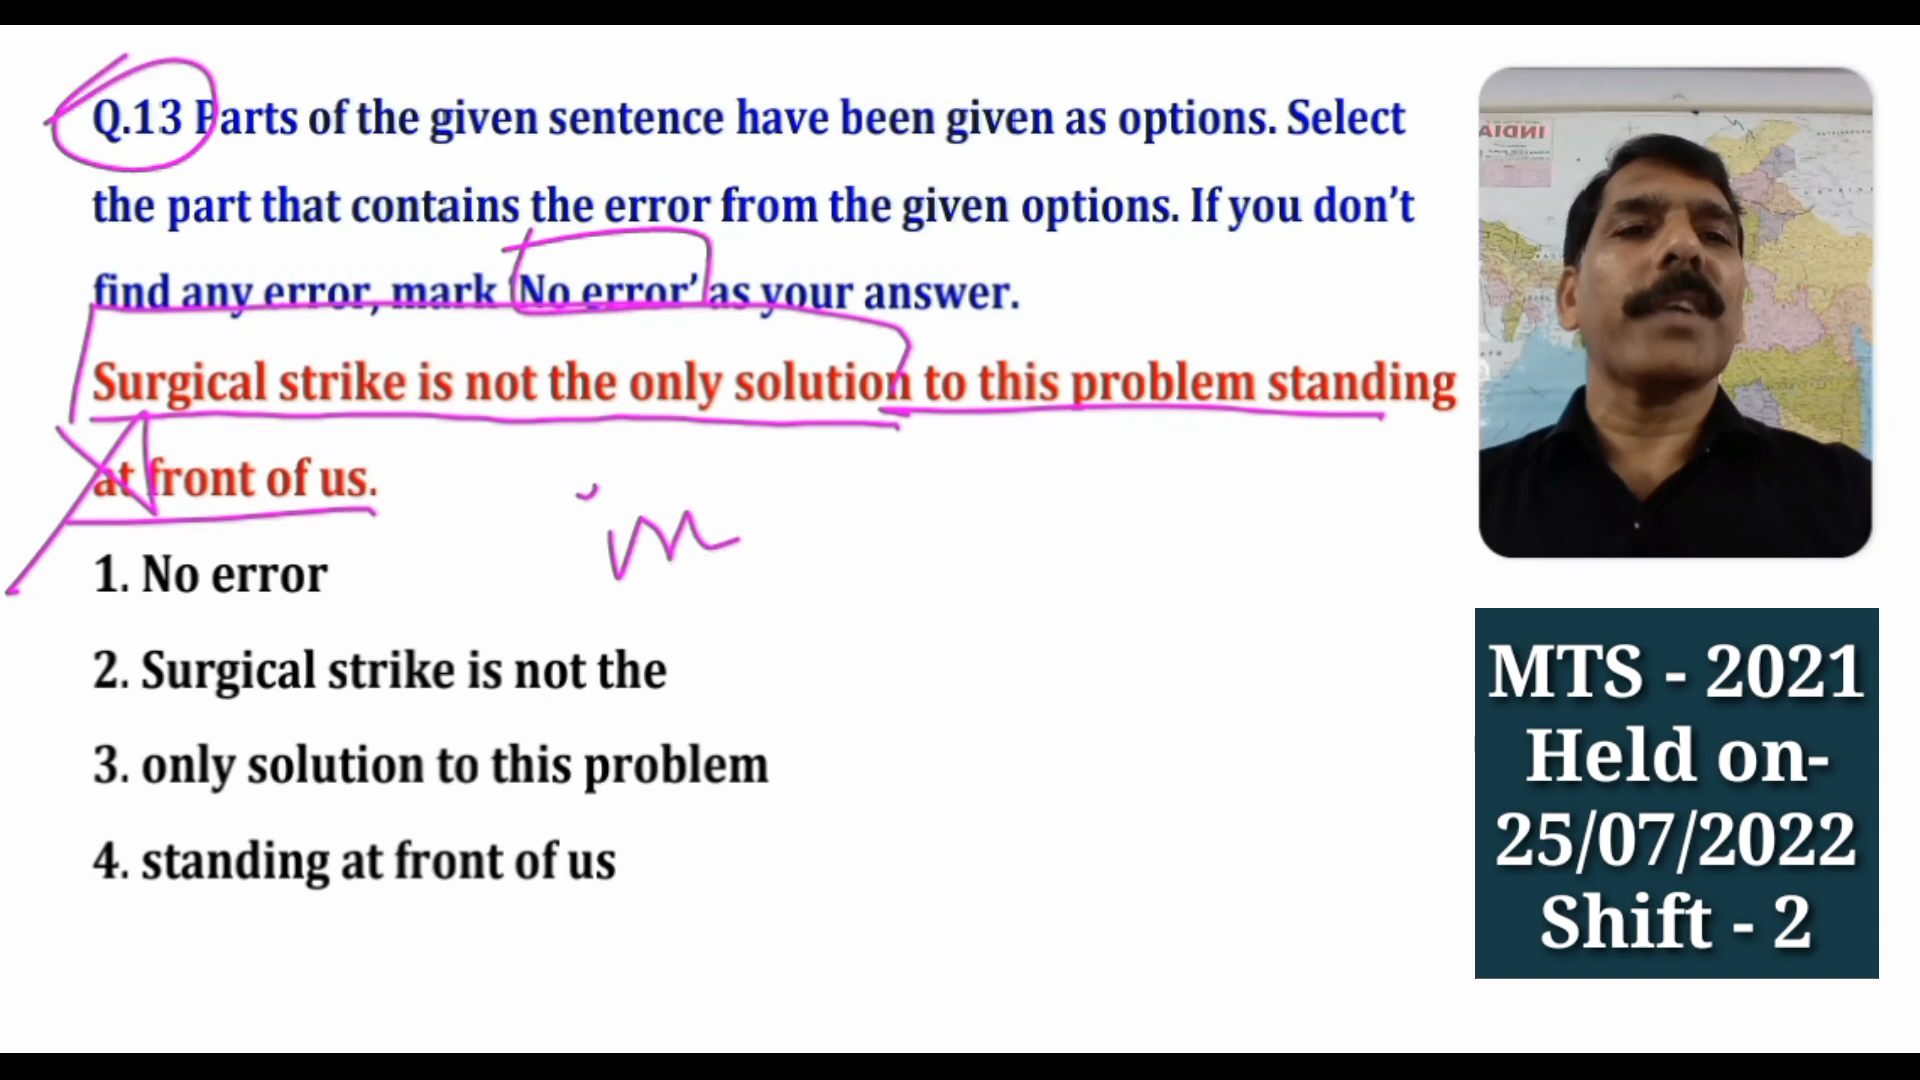 Q.13 Parts of the given sentence have been given as options. Select
the part that contains the error from the given options. If you don't
find any error, mark 'No error' as your answer.
Surgical strike is not the only solution to this problem standing
at front of us.
in
1. No error
2. Surgical strike is not the
3. only solution to this problem
4. standing at front of us
INDIA
MTS - 2021
Held on-
25/07/2022
Shift - 2